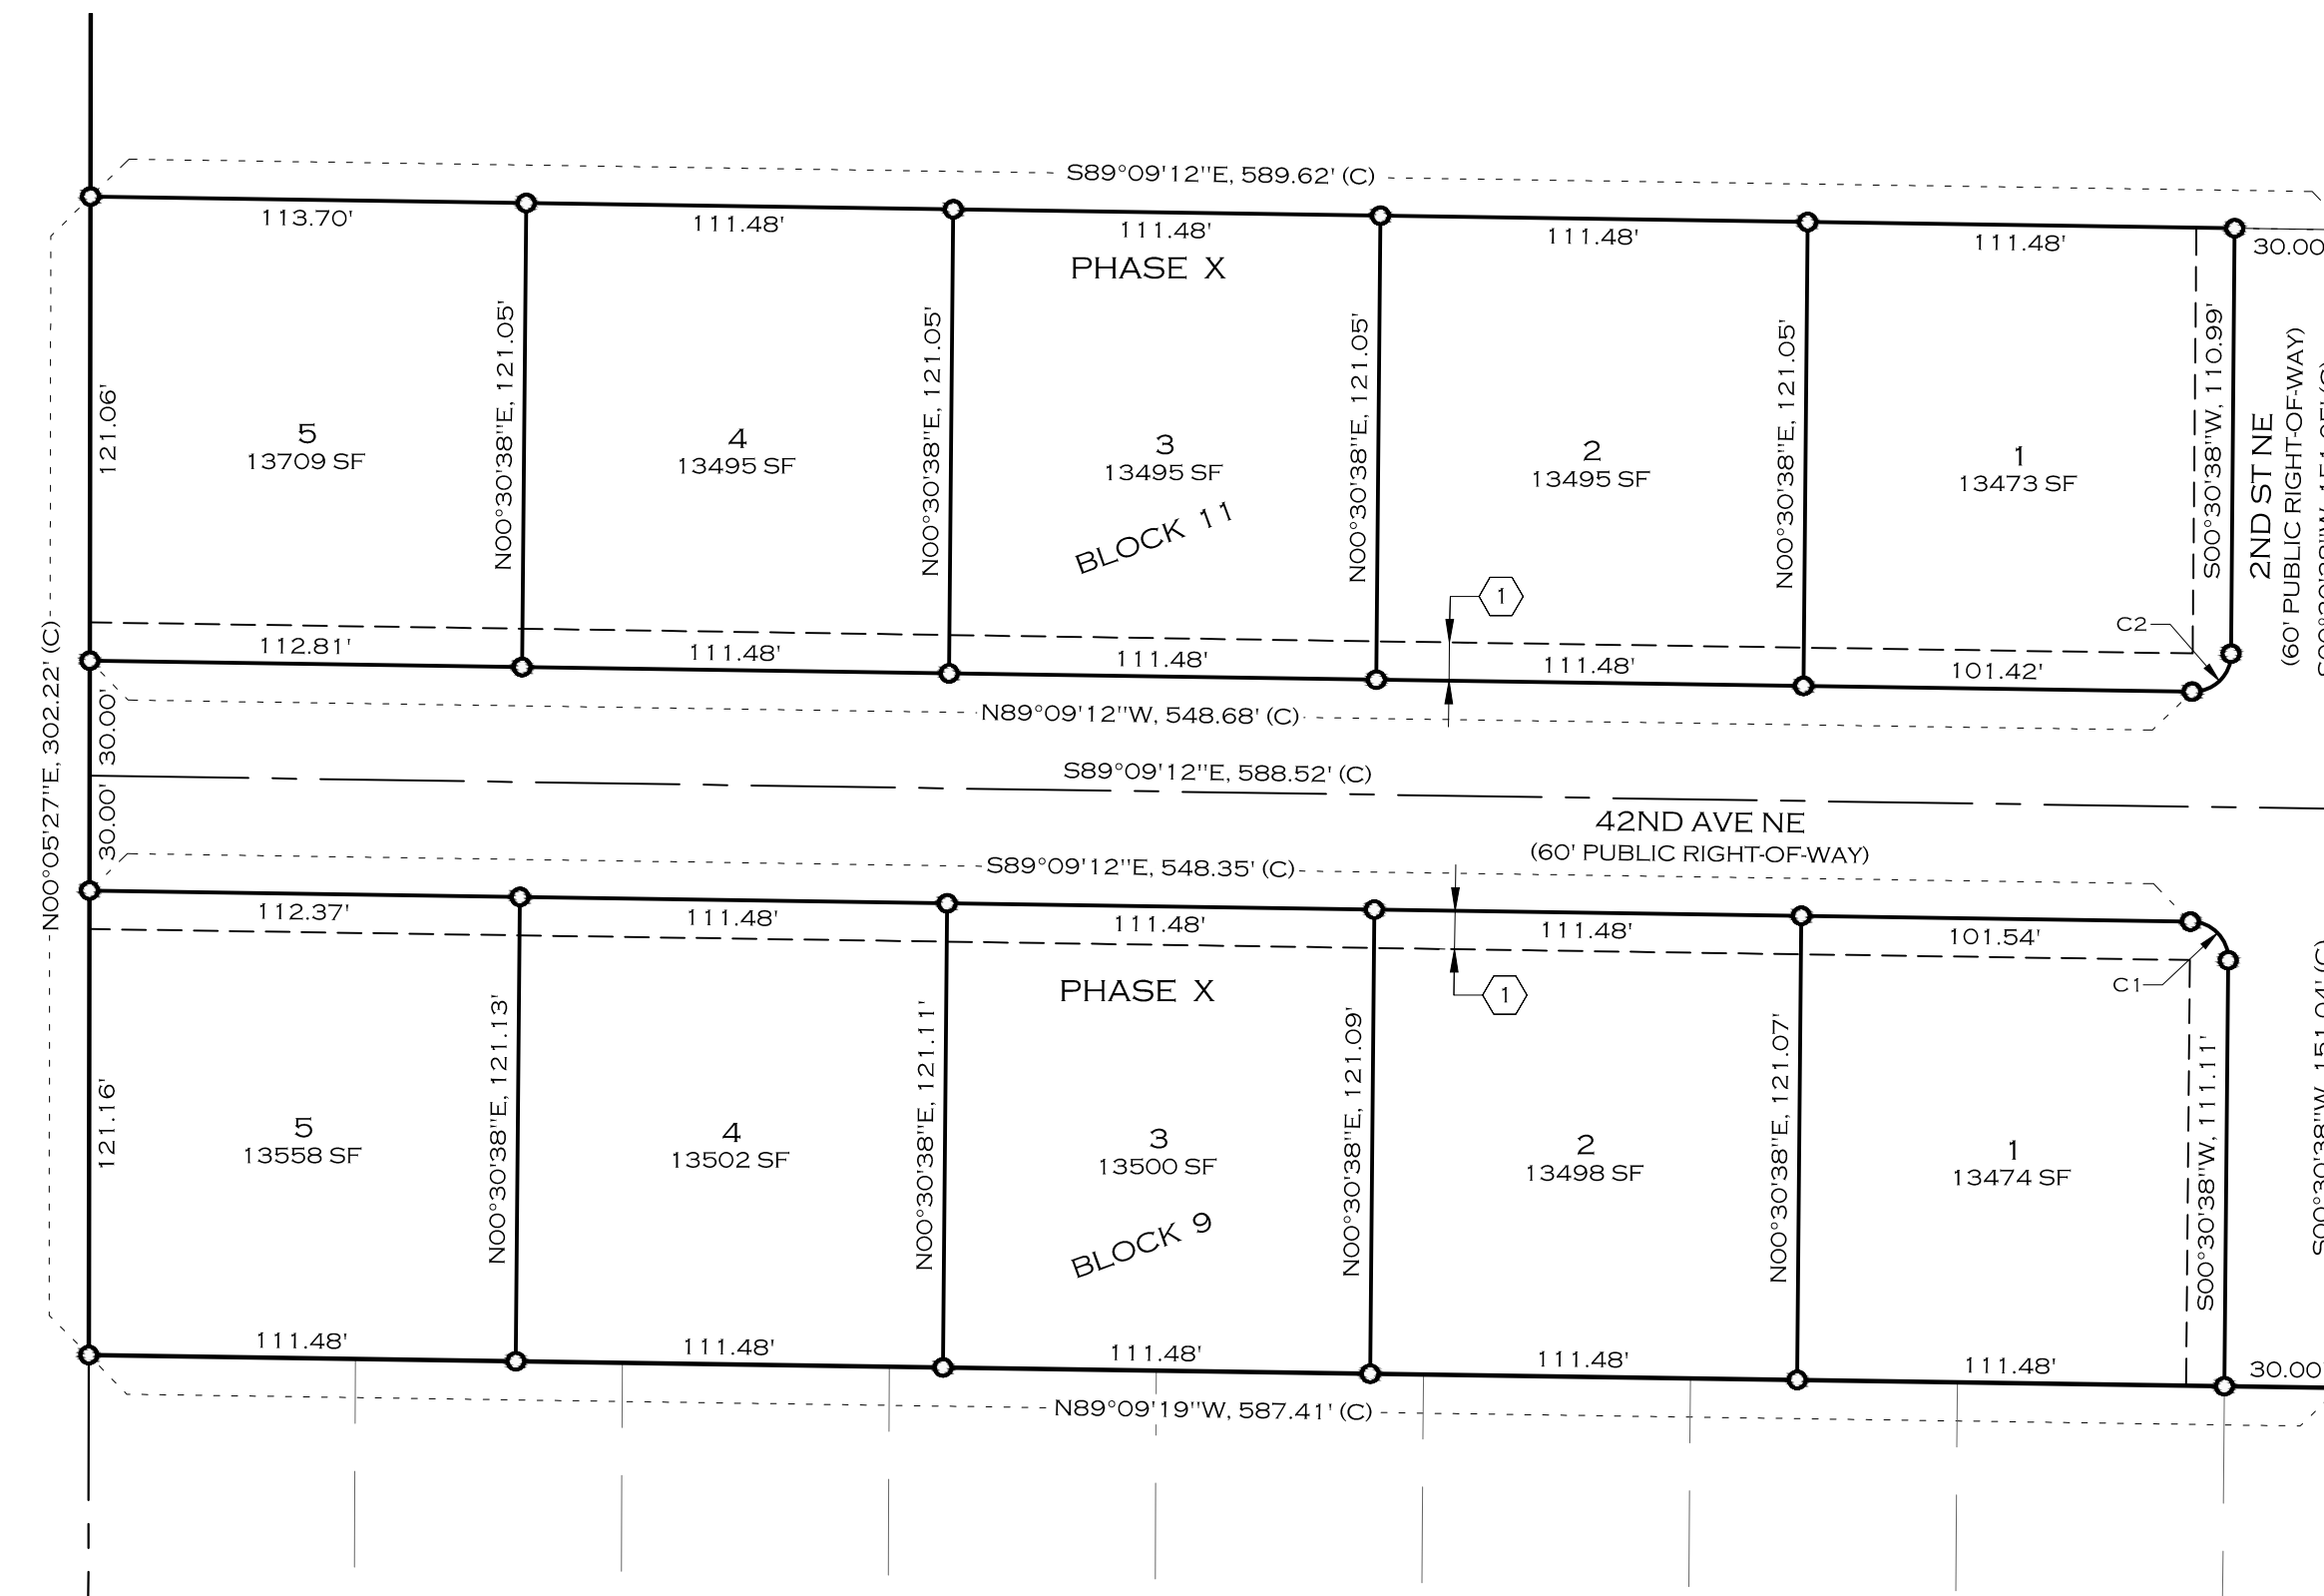 S89°09'12"E, 589.62' (C)
113.70'
111.48'
111.48'
111.48'
111.48'
30.00
PHASE X
121.06'
N00°30'38"E, 121.05'
N00°30'38"E, 121.05'
N00°30'38"E, 121.05'
N00°30'38"E, 121.05'
S00°30'38"W, 110.99'
2ND ST NE
(60' PUBLIC RIGHT-OF-WAY)
5
13709 SF
4
13495 SF
3
13495 SF
2
13495 SF
1
13473 SF
BLOCK 11
1
C2
112.81'
111.48'
111.48'
111.48'
101.42'
N89°09'12"W, 548.68' (C)
N00°05'27"E, 302.22' (C)
30.00'
30.00'
S89°09'12"E, 588.52' (C)
42ND AVE NE
(60' PUBLIC RIGHT-OF-WAY)
S89°09'12"E, 548.35' (C)
112.37'
111.48'
111.48'
111.48'
101.54'
PHASE X
1
C1
121.16'
N00°30'38"E, 121.13'
N00°30'38"E, 121.11'
N00°30'38"E, 121.09'
N00°30'38"E, 121.07'
S00°30'38"W, 111.11'
S00°30'38"W, 151.04' (C)
5
13558 SF
4
13502 SF
3
13500 SF
2
13498 SF
1
13474 SF
BLOCK 9
111.48'
111.48'
111.48'
111.48'
111.48'
30.00
N89°09'19"W, 587.41' (C)